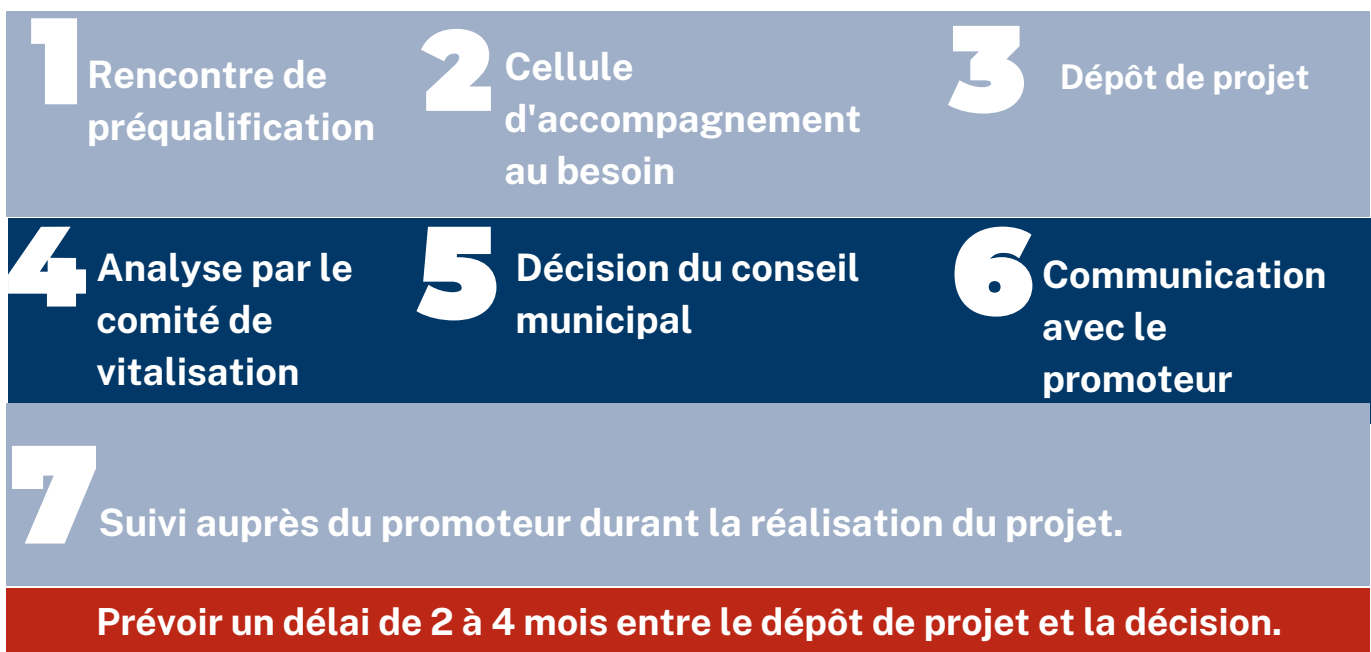 1
Rencontre de
préqualification
2
Cellule
d'accompagnement
au besoin
3
Dépôt de projet
4
Analyse par le
comité de
vitalisation
5
Décision du conseil
municipal
6
Communication
avec le
promoteur
7
Suivi auprès du promoteur durant la réalisation du projet.
Prévoir un délai de 2 à 4 mois entre le dépôt de projet et la décision.